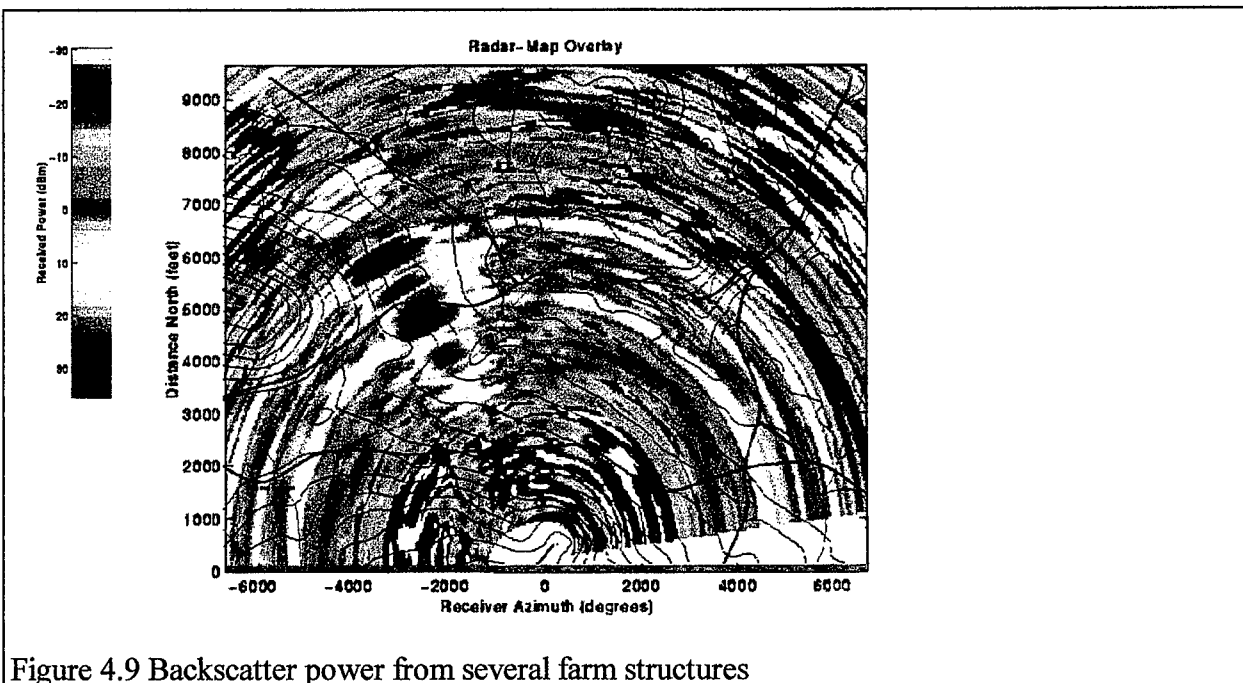 Radar-Map Overlay
-30
-20
-10
0
10
20
30
Received Power (dBm)
9000
8000
7000
6000
5000
4000
3000
2000
1000
0
Distance North (feet)
-6000 -4000 -2000 0 2000 4000 6000
Receiver Azimuth (degrees)
Figure 4.9 Backscatter power from several farm structures